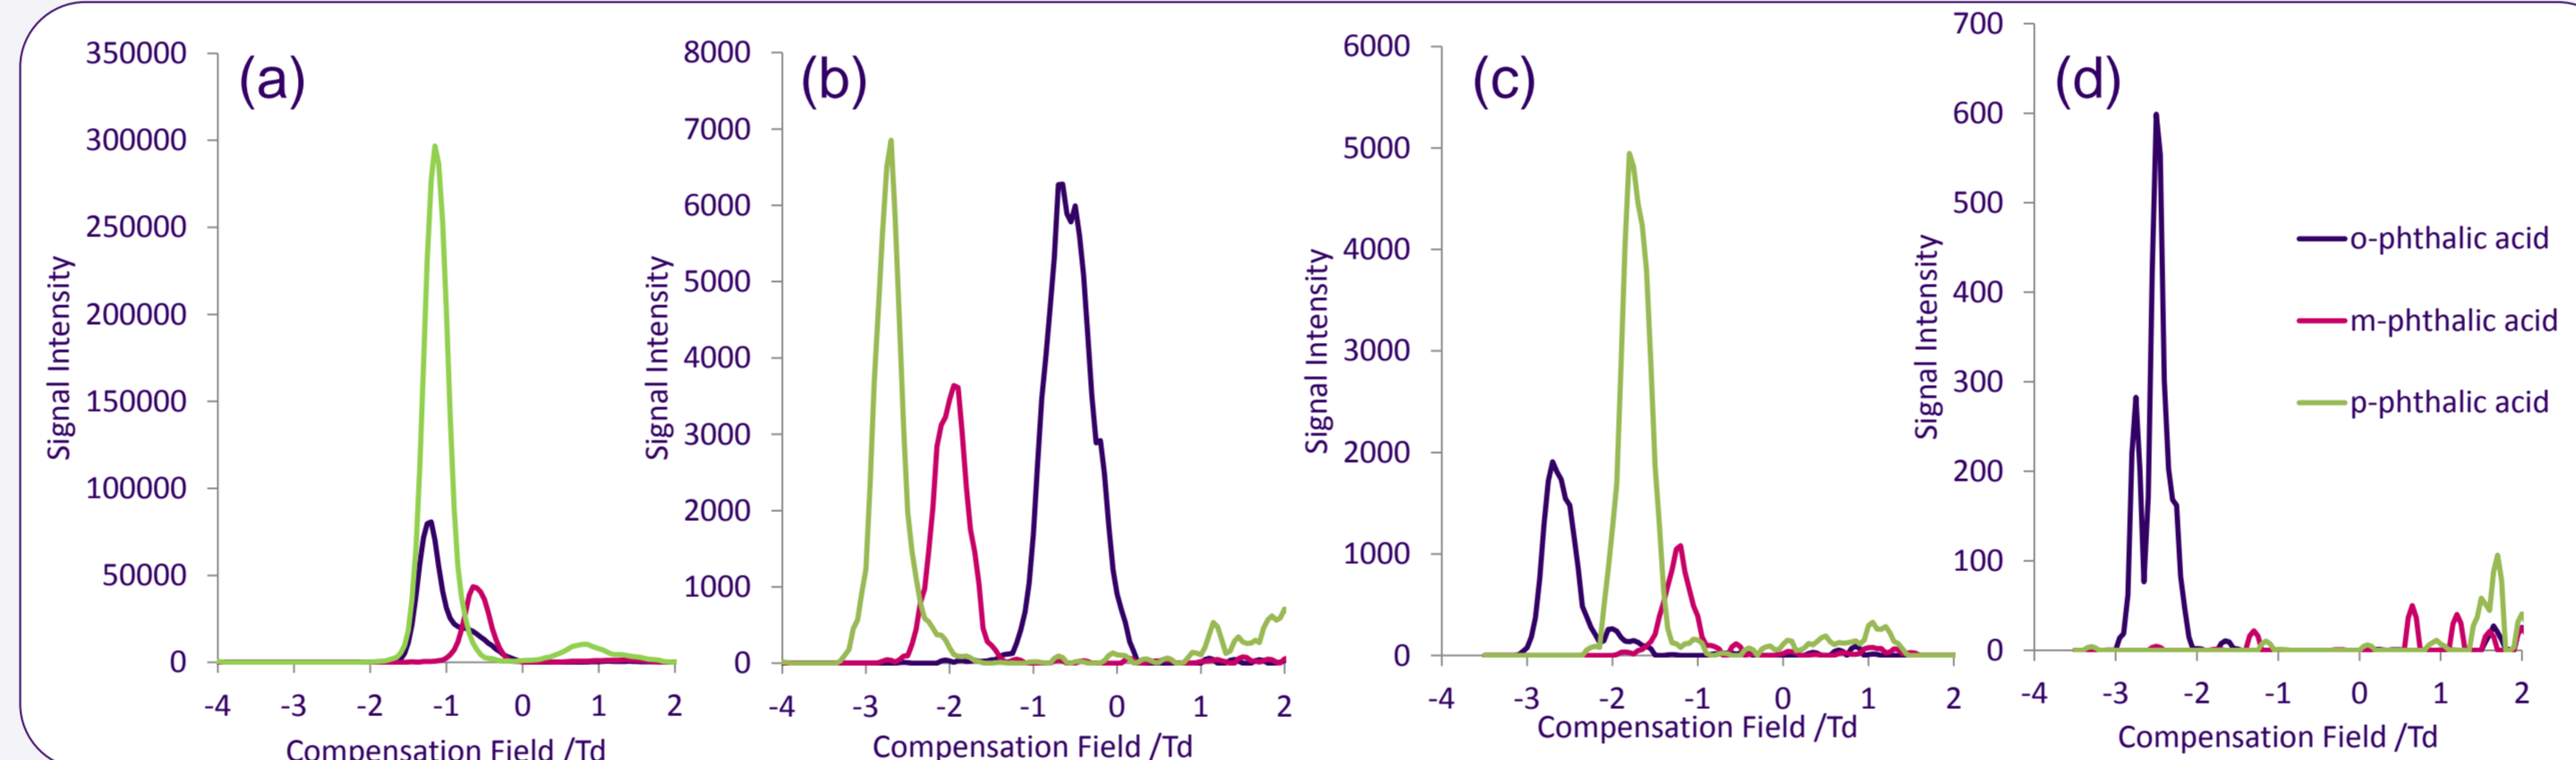 (a)
350000
300000
250000
200000
150000
100000
50000
0
Signal Intensity
-4 -3 -2 -1 0 1 2
Compensation Field /Td
(b)
8000
7000
6000
5000
4000
3000
2000
1000
0
Signal Intensity
-4 -3 -2 -1 0 1 2
Compensation Field /Td
(c)
6000
5000
4000
3000
2000
1000
0
Signal Intensity
-4 -3 -2 -1 0 1 2
Compensation Field /Td
(d)
700
600
500
400
300
200
100
0
Signal Intensity
-4 -3 -2 -1 0 1 2
Compensation Field /Td
o-phthalic acid
m-phthalic acid
p-phthalic acid